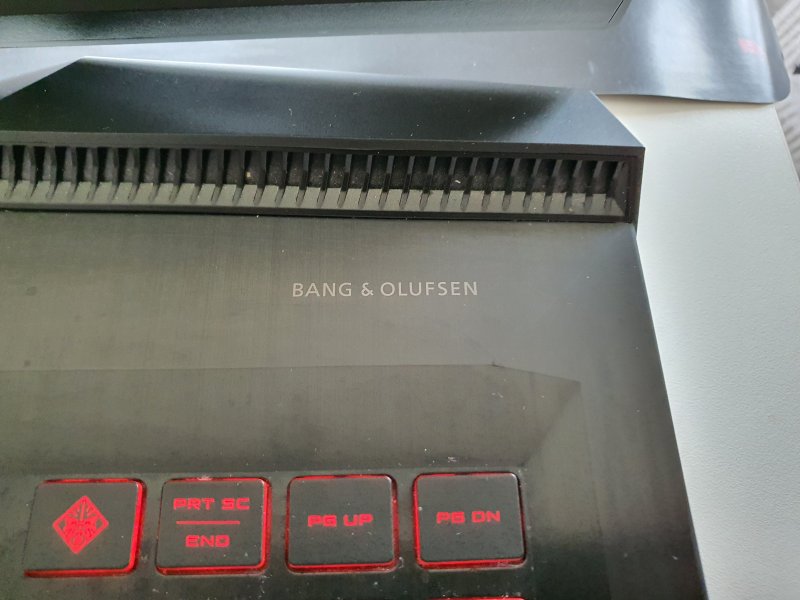 BANG & OLUFSEN
PRT SC
END
PG UP
PG DN